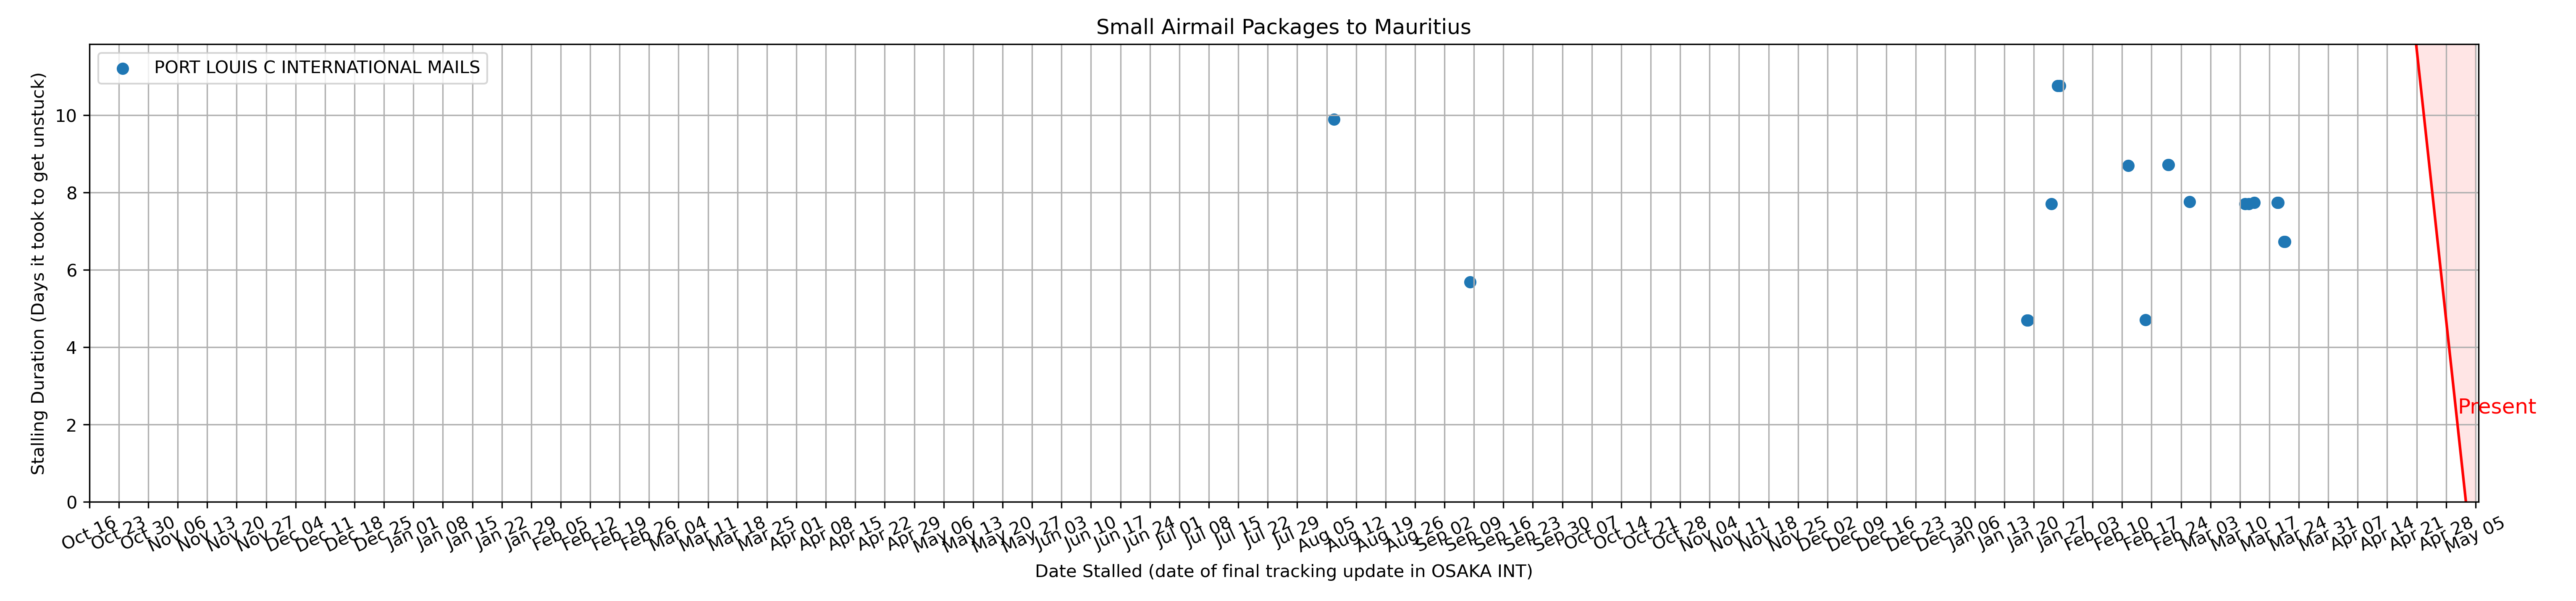 Small Airmail Packages to Mauritius
PORT LOUIS C INTERNATIONAL MAILS
Stalling Duration (Days it took to get unstuck)
10
8
6
4
2
0
Present
Oct 16
Oct 23
Oct 30
Nov 06
Nov 13
Nov 20
Nov 27
Dec 04
Dec 11
Dec 18
Dec 25
Jan 01
Jan 08
Jan 15
Jan 22
Jan 29
Feb 05
Feb 12
Feb 19
Feb 26
Mar 04
Mar 11
Mar 18
Mar 25
Apr 01
Apr 08
Apr 15
Apr 22
Apr 29
May 06
May 13
May 20
May 27
Jun 03
Jun 10
Jun 17
Jun 24
Jul 01
Jul 08
Jul 15
Jul 22
Jul 29
Aug 05
Aug 12
Aug 19
Aug 26
Sep 02
Sep 09
Sep 16
Sep 23
Sep 30
Oct 07
Oct 14
Oct 21
Oct 28
Nov 04
Nov 11
Nov 18
Nov 25
Dec 02
Dec 09
Dec 16
Dec 23
Dec 30
Jan 06
Jan 13
Jan 20
Jan 27
Feb 03
Feb 10
Feb 17
Feb 24
Mar 03
Mar 10
Mar 17
Mar 24
Mar 31
Apr 07
Apr 14
Apr 21
Apr 28
May 05
Date Stalled (date of final tracking update in OSAKA INT)